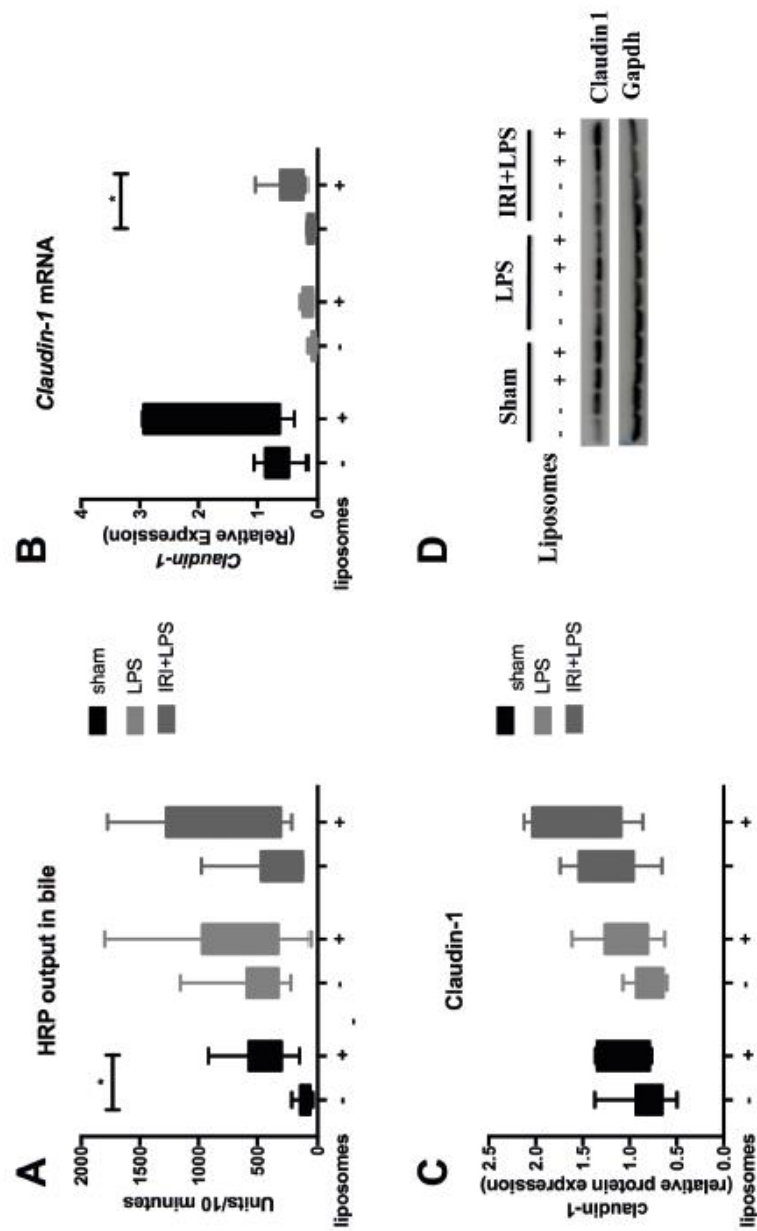 A
HRP output in bile
Units/10 minutes
2000
1500
1000
500
0
*
liposomes
- + - + - +
-
sham
LPS
IRI+LPS
B
Claudin-1 mRNA
Claudin-1
(Relative Expression)
4
3
2
1
0
*
liposomes
- + - + - +
C
Claudin-1
claudin-1
(relative protein expression)
2.5
2.0
1.5
1.0
0.5
0.0
liposomes
- + - + - +
sham
LPS
IRI+LPS
D
Sham LPS IRI+LPS
Liposomes - - + + - - + + - - + +
Claudin1
Gapdh